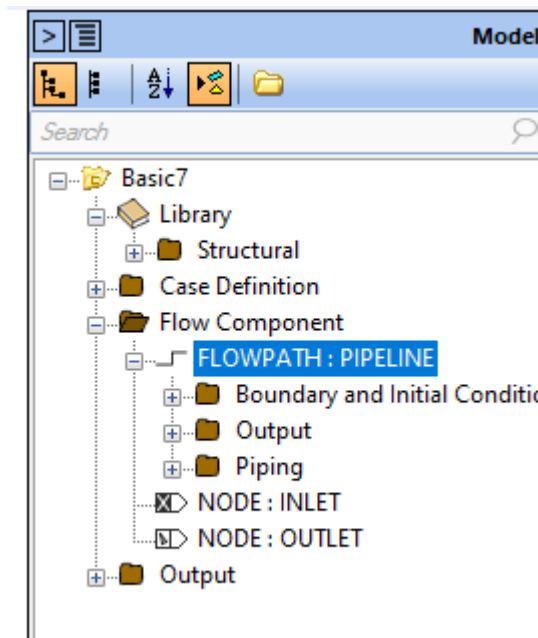 Model
Search
Basic7
Library
Structural
Case Definition
Flow Component
FLOWPATH : PIPELINE
Boundary and Initial Conditio
Output
Piping
NODE : INLET
NODE : OUTLET
Output